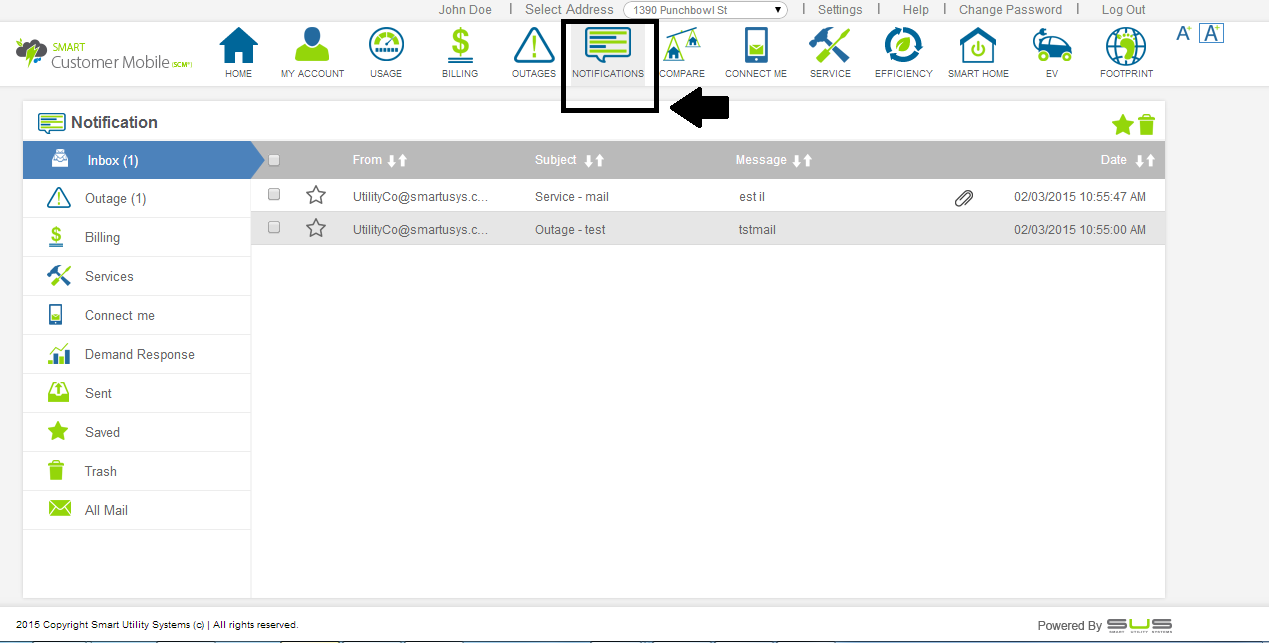 John Doe | Select Address 1390 Punchbowl St | Settings | Help | Change Password | Log Out
SMART
Customer Mobile (SCM®)
HOME MY ACCOUNT USAGE BILLING OUTAGES NOTIFICATIONS COMPARE CONNECT ME SERVICE EFFICIENCY SMART HOME EV FOOTPRINT
A A+
Notification
Inbox (1) From Subject Message Date
Outage (1) UtilityCo@smartusys.c... Service - mail est il 02/03/2015 10:55:47 AM
UtilityCo@smartusys.c... Outage - test tstmail 02/03/2015 10:55:00 AM
Billing
Services
Connect me
Demand Response
Sent
Saved
Trash
All Mail
2015 Copyright Smart Utility Systems (c) | All rights reserved.
Powered By SUS
SMART UTILITY SYSTEMS